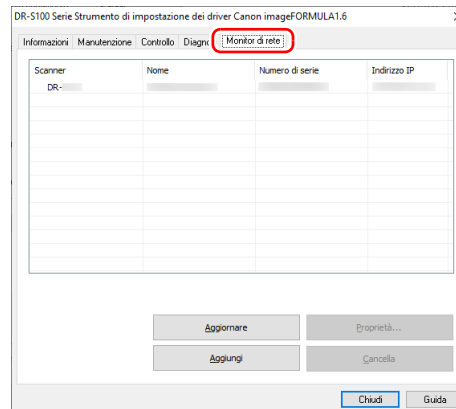 DR-S100 Serie Strumento di impostazione dei driver Canon imageFORMULA1.6
Informazioni Manutenzione Controllo Monitor di rete
Scanner Nome Numero di serie Indirizzo IP
DR-
Aggiornare Proprietà...
Aggiungi Cancella
Chiudi Guida